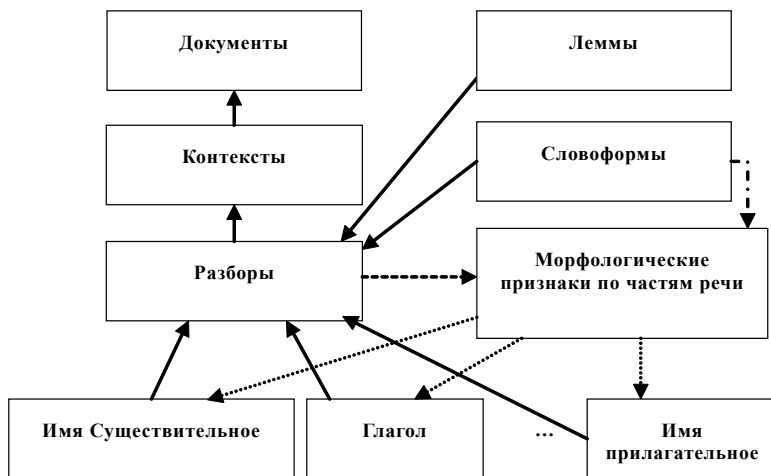 Документы
Леммы
Контексты
Словоформы
Разборы
Морфологические
признаки по частям речи
Имя Существительное
Глагол
...
Имя
прилагательное